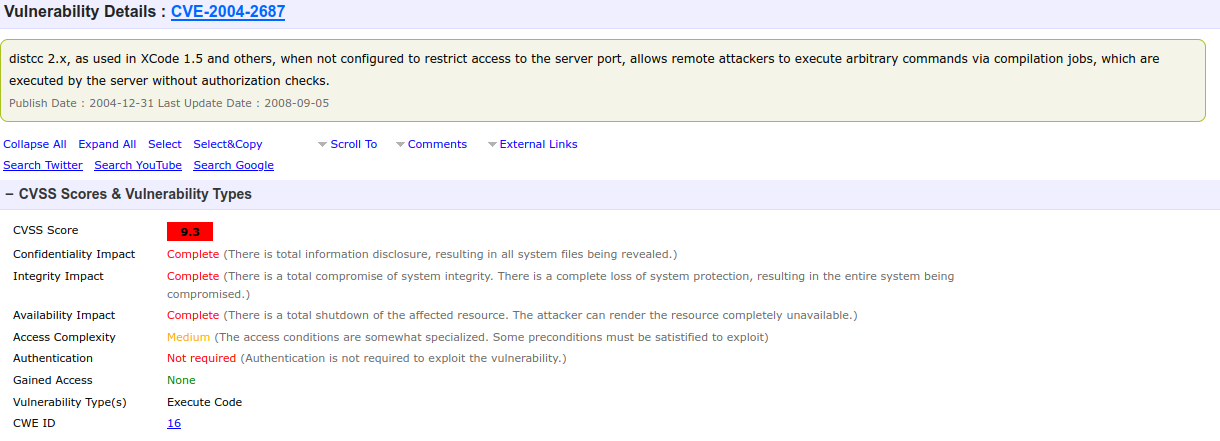 Vulnerability Details : CVE-2004-2687
distcc 2.x, as used in XCode 1.5 and others, when not configured to restrict access to the server port, allows remote attackers to execute arbitrary commands via compilation jobs, which are
executed by the server without authorization checks.
Publish Date : 2004-12-31 Last Update Date : 2008-09-05
Collapse All Expand All Select Select&Copy Scroll To Comments External Links
Search Twitter Search YouTube Search Google
− CVSS Scores & Vulnerability Types
CVSS Score 9.3
Confidentiality Impact Complete (There is total information disclosure, resulting in all system files being revealed.)
Integrity Impact Complete (There is a total compromise of system integrity. There is a complete loss of system protection, resulting in the entire system being
compromised.)
Availability Impact Complete (There is a total shutdown of the affected resource. The attacker can render the resource completely unavailable.)
Access Complexity Medium (The access conditions are somewhat specialized. Some preconditions must be satistified to exploit)
Authentication Not required (Authentication is not required to exploit the vulnerability.)
Gained Access None
Vulnerability Type(s) Execute Code
CWE ID 16